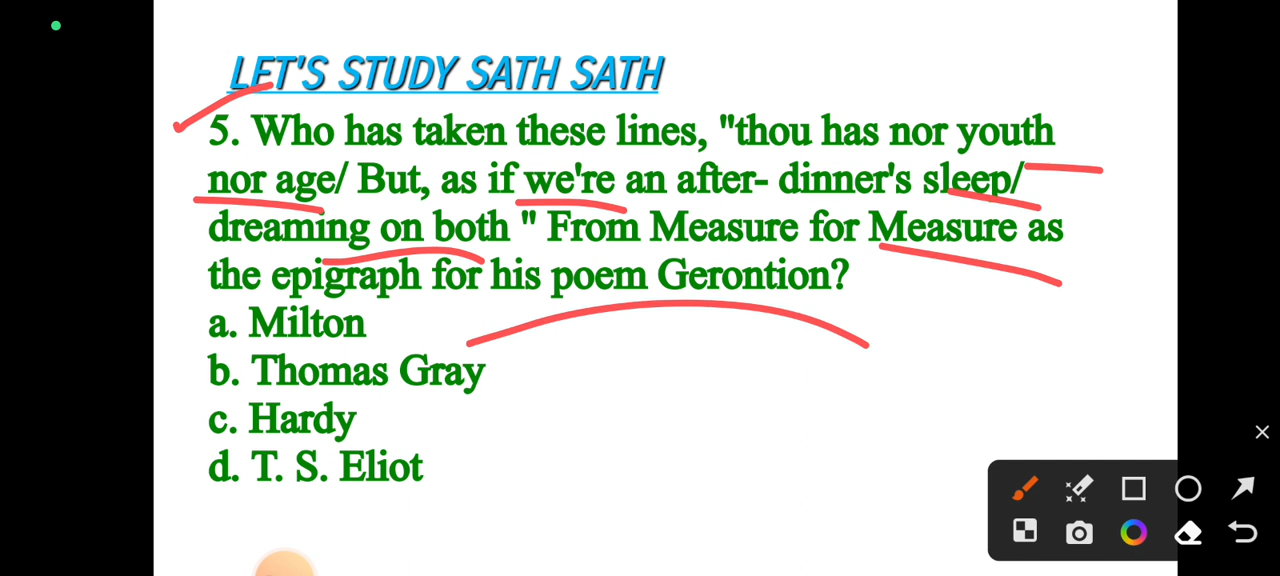 LET'S STUDY SATH SATH
5. Who has taken these lines, "thou has nor youth
nor age/ But, as if we're an after- dinner's sleep/
dreaming on both " From Measure for Measure as
the epigraph for his poem Gerontion?
a. Milton
b. Thomas Gray
c. Hardy
d. T. S. Eliot